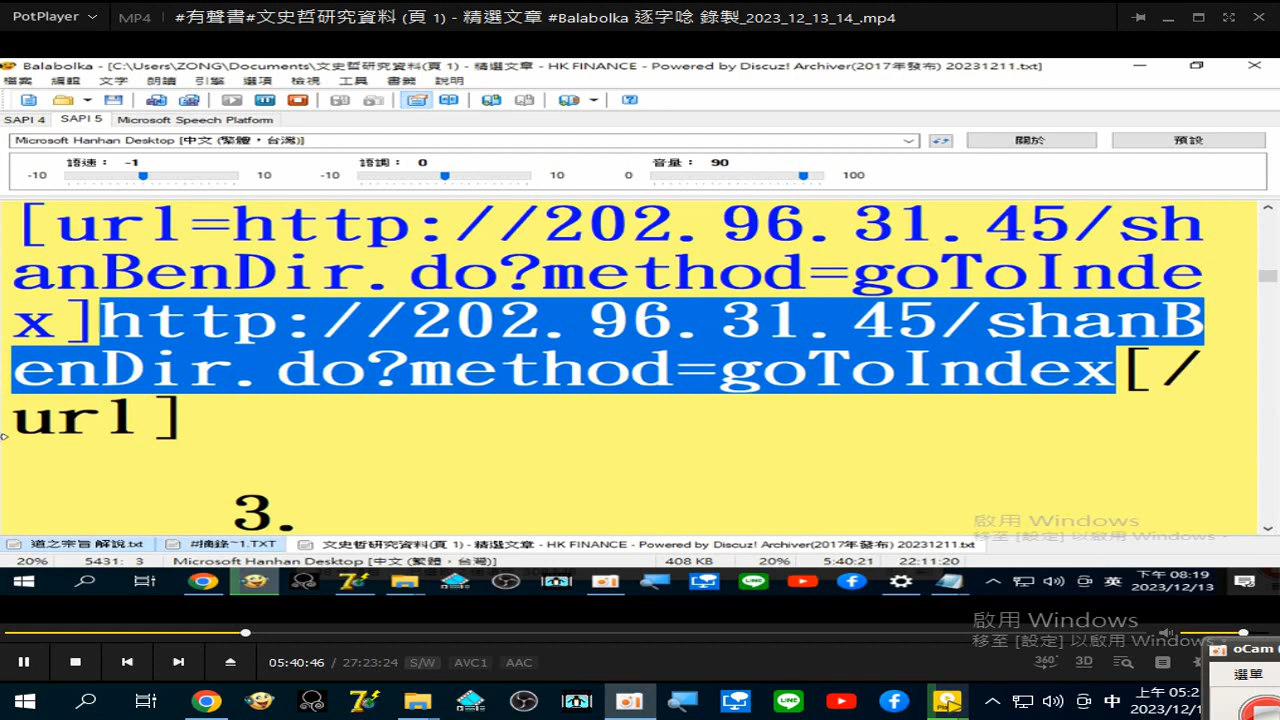 PotPlayer MP4 #有聲書#文史哲研究資料 (頁 1) - 精選文章 #Balabolka 逐字唸 錄製_2023_12_13_14_.mp4
Balabolka - [C:\Users\ZONG\Documents\文史哲研究資料(頁 1) - 精選文章 - HK FINANCE - Powered by Discuz! Archiver(2017年發布) 20231211.txt]
檔案 編輯 文字 朗讀 引擎 選項 檢視 工具 書籤 說明
SAPI 4 SAPI 5 Microsoft Speech Platform
Microsoft Hanhan Desktop [中文 (繁體，台灣)] 關於 預設
語速： -1 語調： 0 音量： 90
-10 10 -10 10 0 100
[url=http://202.96.31.45/sh
anBenDir.do?method=goToInde
x]http://202.96.31.45/shanB
enDir.do?method=goToIndex[/
url]
3.
啟用 Windows
移至 [設定] 以啟用 Windows。
道之宗旨 解說.txt #摘錄~1.TXT 文史哲研究資料(頁 1) - 精選文章 - HK FINANCE - Powered by Discuz! Archiver(2017年發布) 20231211.txt
20% 5431: 3 Microsoft Hanhan Desktop [中文 (繁體，台灣)] 408 KB 20% 5:40:21 22:11:20
英 下午 08:19
2023/12/13
啟用 Windows
移至 [設定] 以啟用 Windows。
05:40:46 / 27:23:24 S/W AVC1 AAC 360° 3D
oCam
選單
中 上午 05:2
2023/12/1